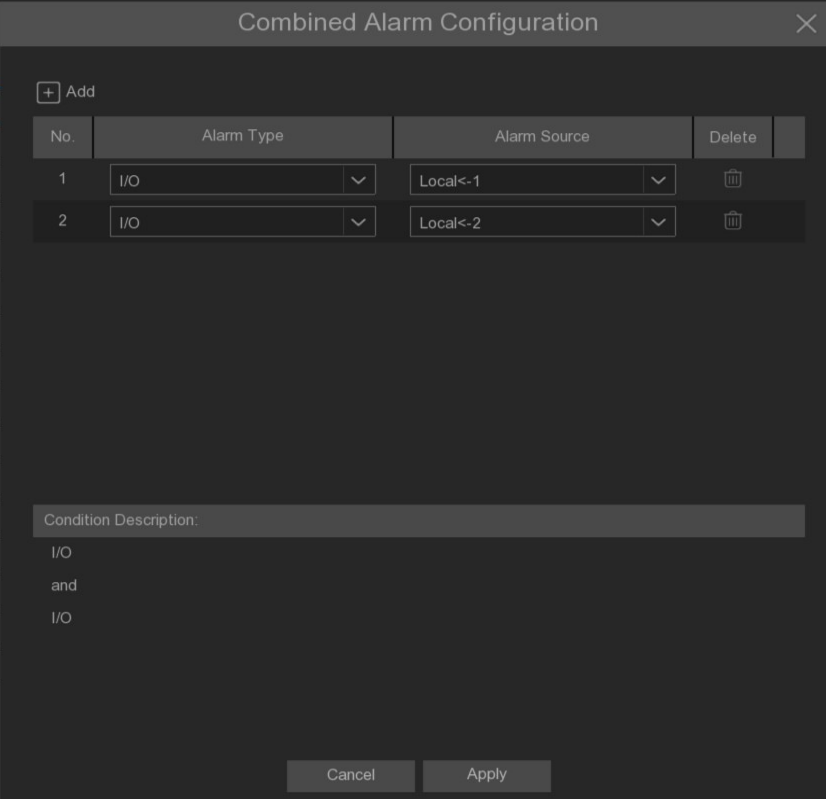 Combined Alarm Configuration
Add
No. Alarm Type Alarm Source Delete
1 I/O Local<-1
2 I/O Local<-2
Condition Description:
I/O
and
I/O
Cancel Apply